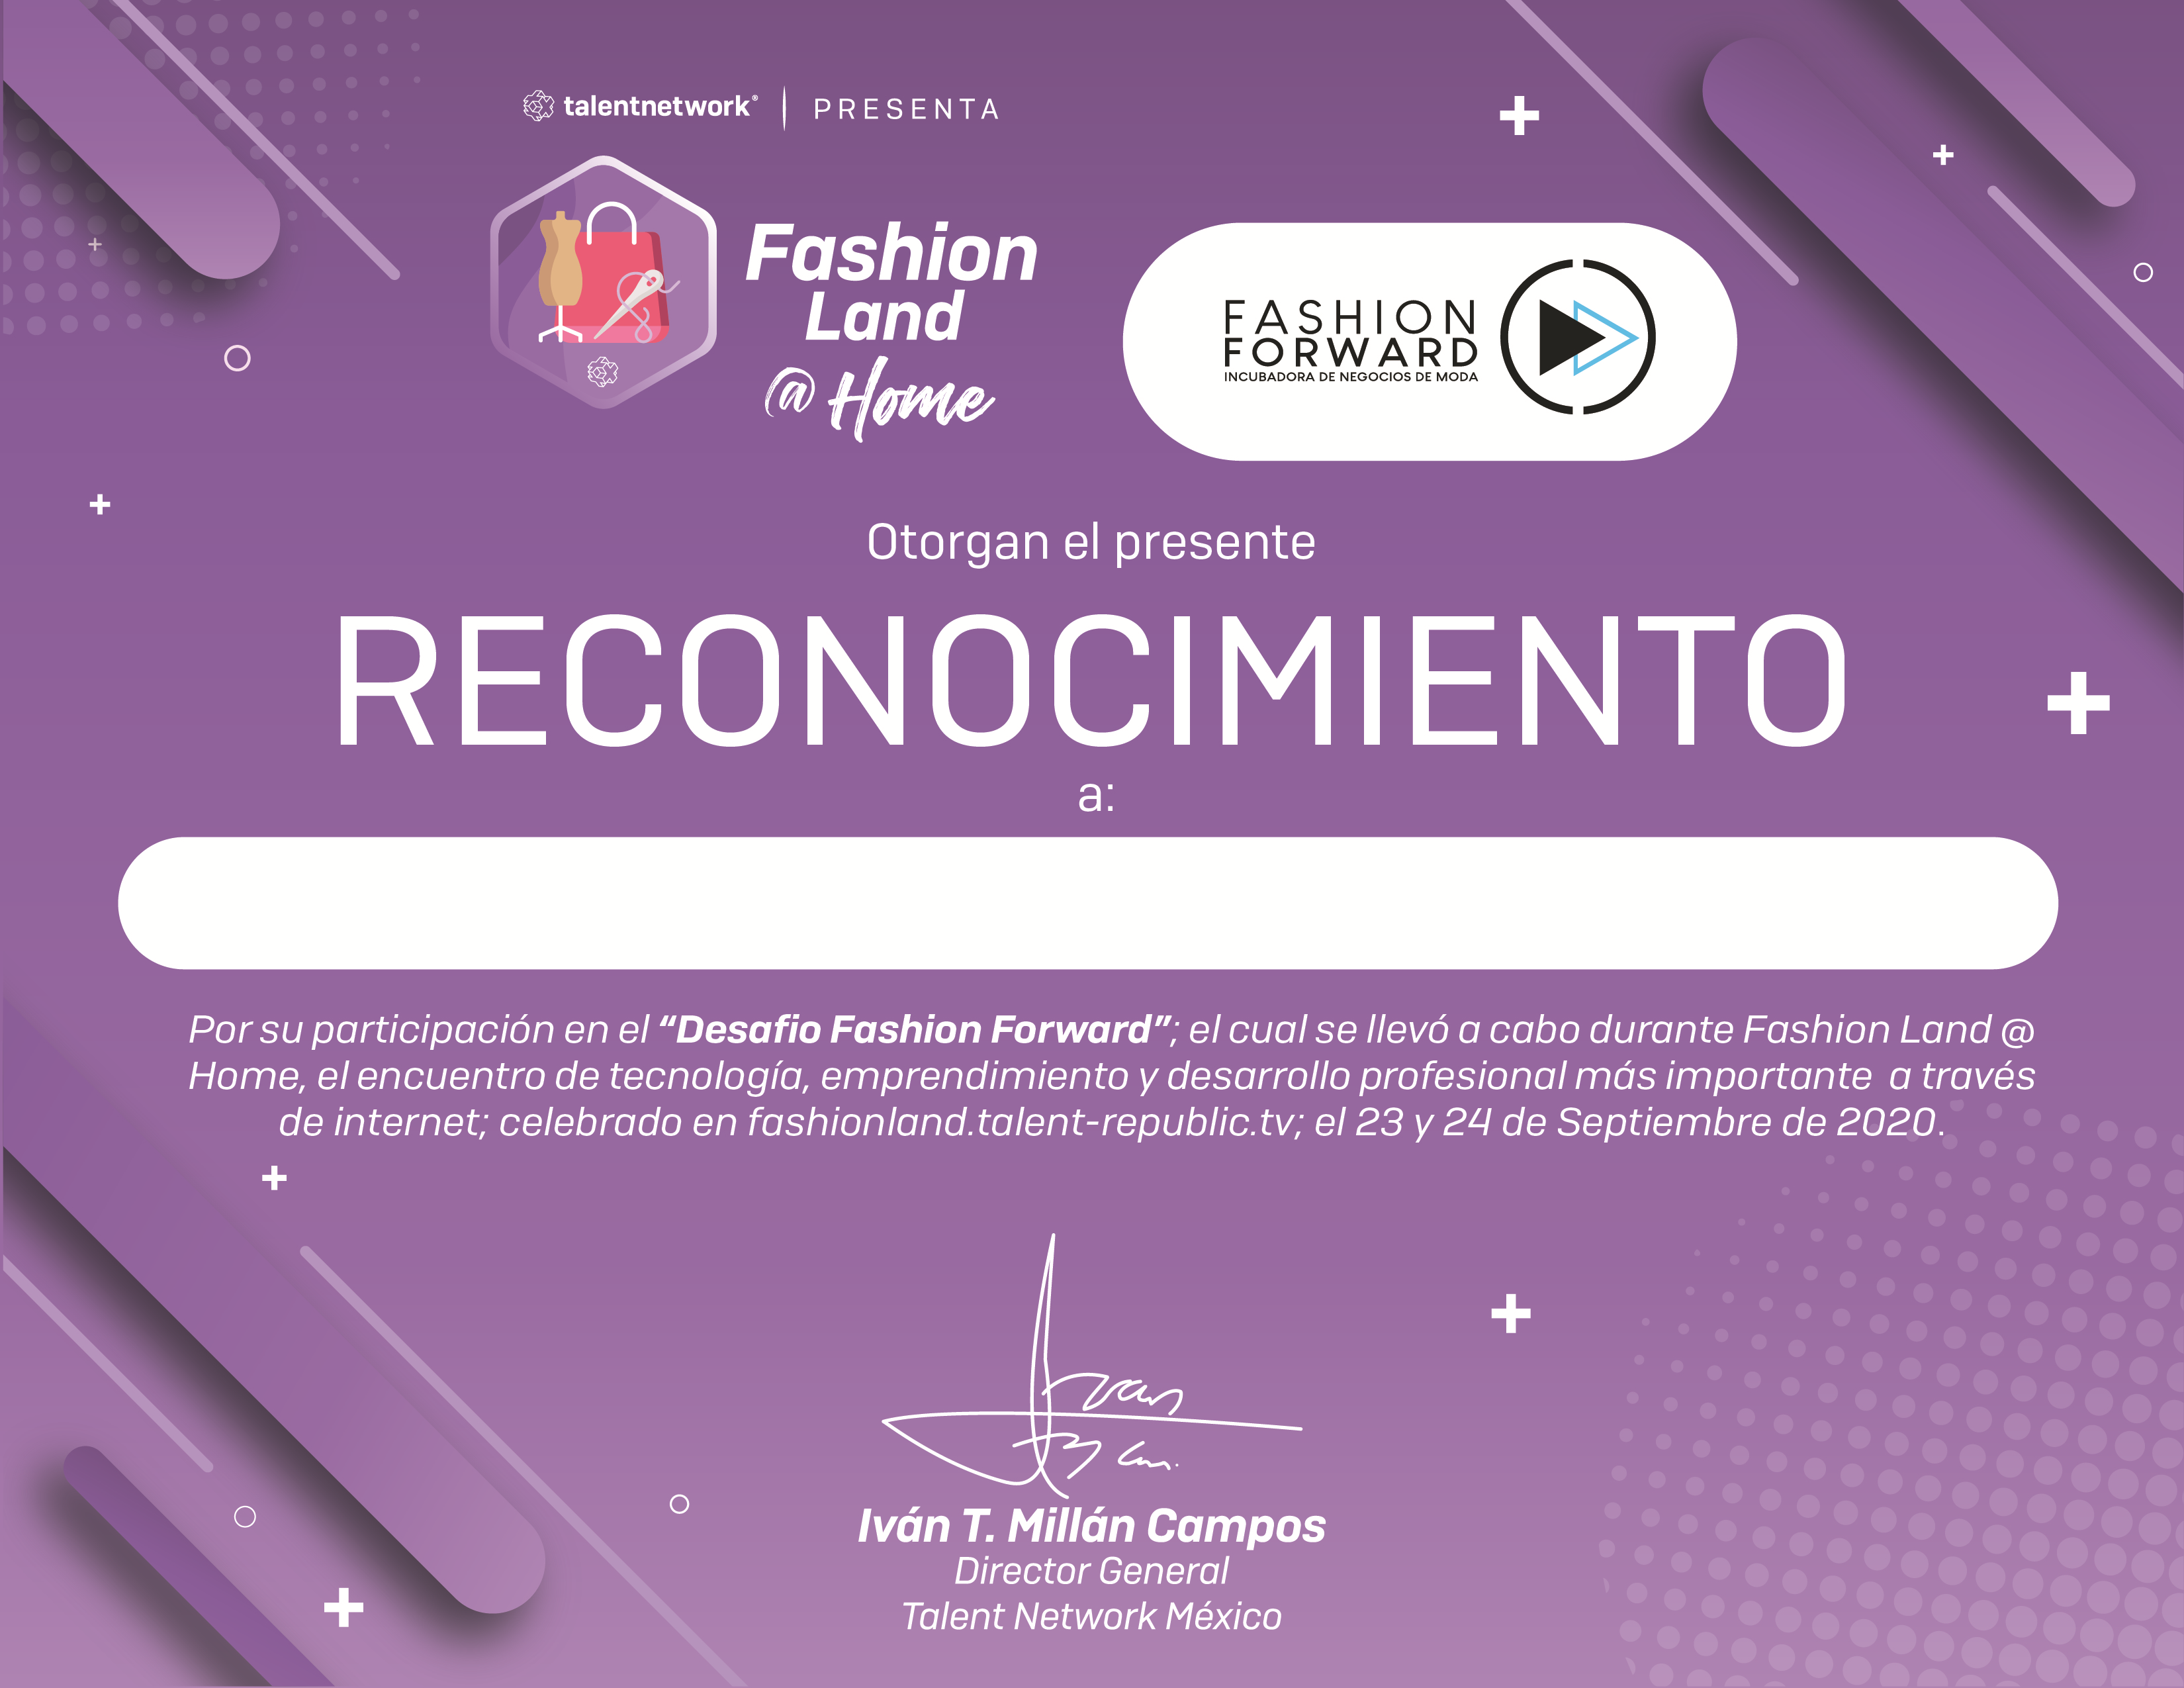 talentnetwork® | PRESENTA
Fashion
Land
@ Home
FASHION
FORWARD
INCUBADORA DE NEGOCIOS DE MODA
Otorgan el presente
RECONOCIMIENTO
a:
Por su participación en el “Desafio Fashion Forward”; el cual se llevó a cabo durante Fashion Land @
Home, el encuentro de tecnología, emprendimiento y desarrollo profesional más importante a través
de internet; celebrado en fashionland.talent-republic.tv; el 23 y 24 de Septiembre de 2020.
Iván T. Millán Campos
Director General
Talent Network México